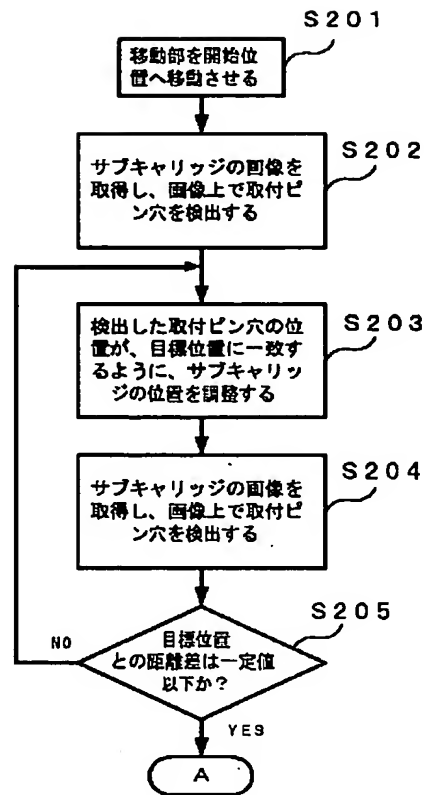 S201
移動部を開始位
置へ移動させる
S202
サブキャリッジの画像を
取得し、画像上で取付ピ
ン穴を検出する
S203
検出した取付ピン穴の位
置が、目標位置に一致す
るように、サブキャリッ
ジの位置を調整する
S204
サブキャリッジの画像を
取得し、画像上で取付ピ
ン穴を検出する
S205
NO
目標位置
との距離差は一定値
以下か？
YES
A